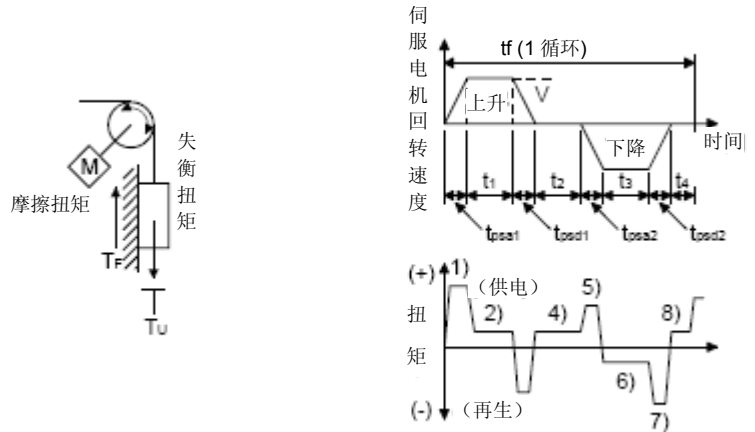 M
摩擦扭矩
失衡扭矩
TF
TU
伺服电机回转速度
tf (1 循环)
上升
V
下降
时间
t1
t2
t3
t4
tpsa1
tpsd1
tpsa2
tpsd2
(+)
扭矩
(-)
1)
（供电）
2)
4)
5)
8)
6)
（再生）
7)